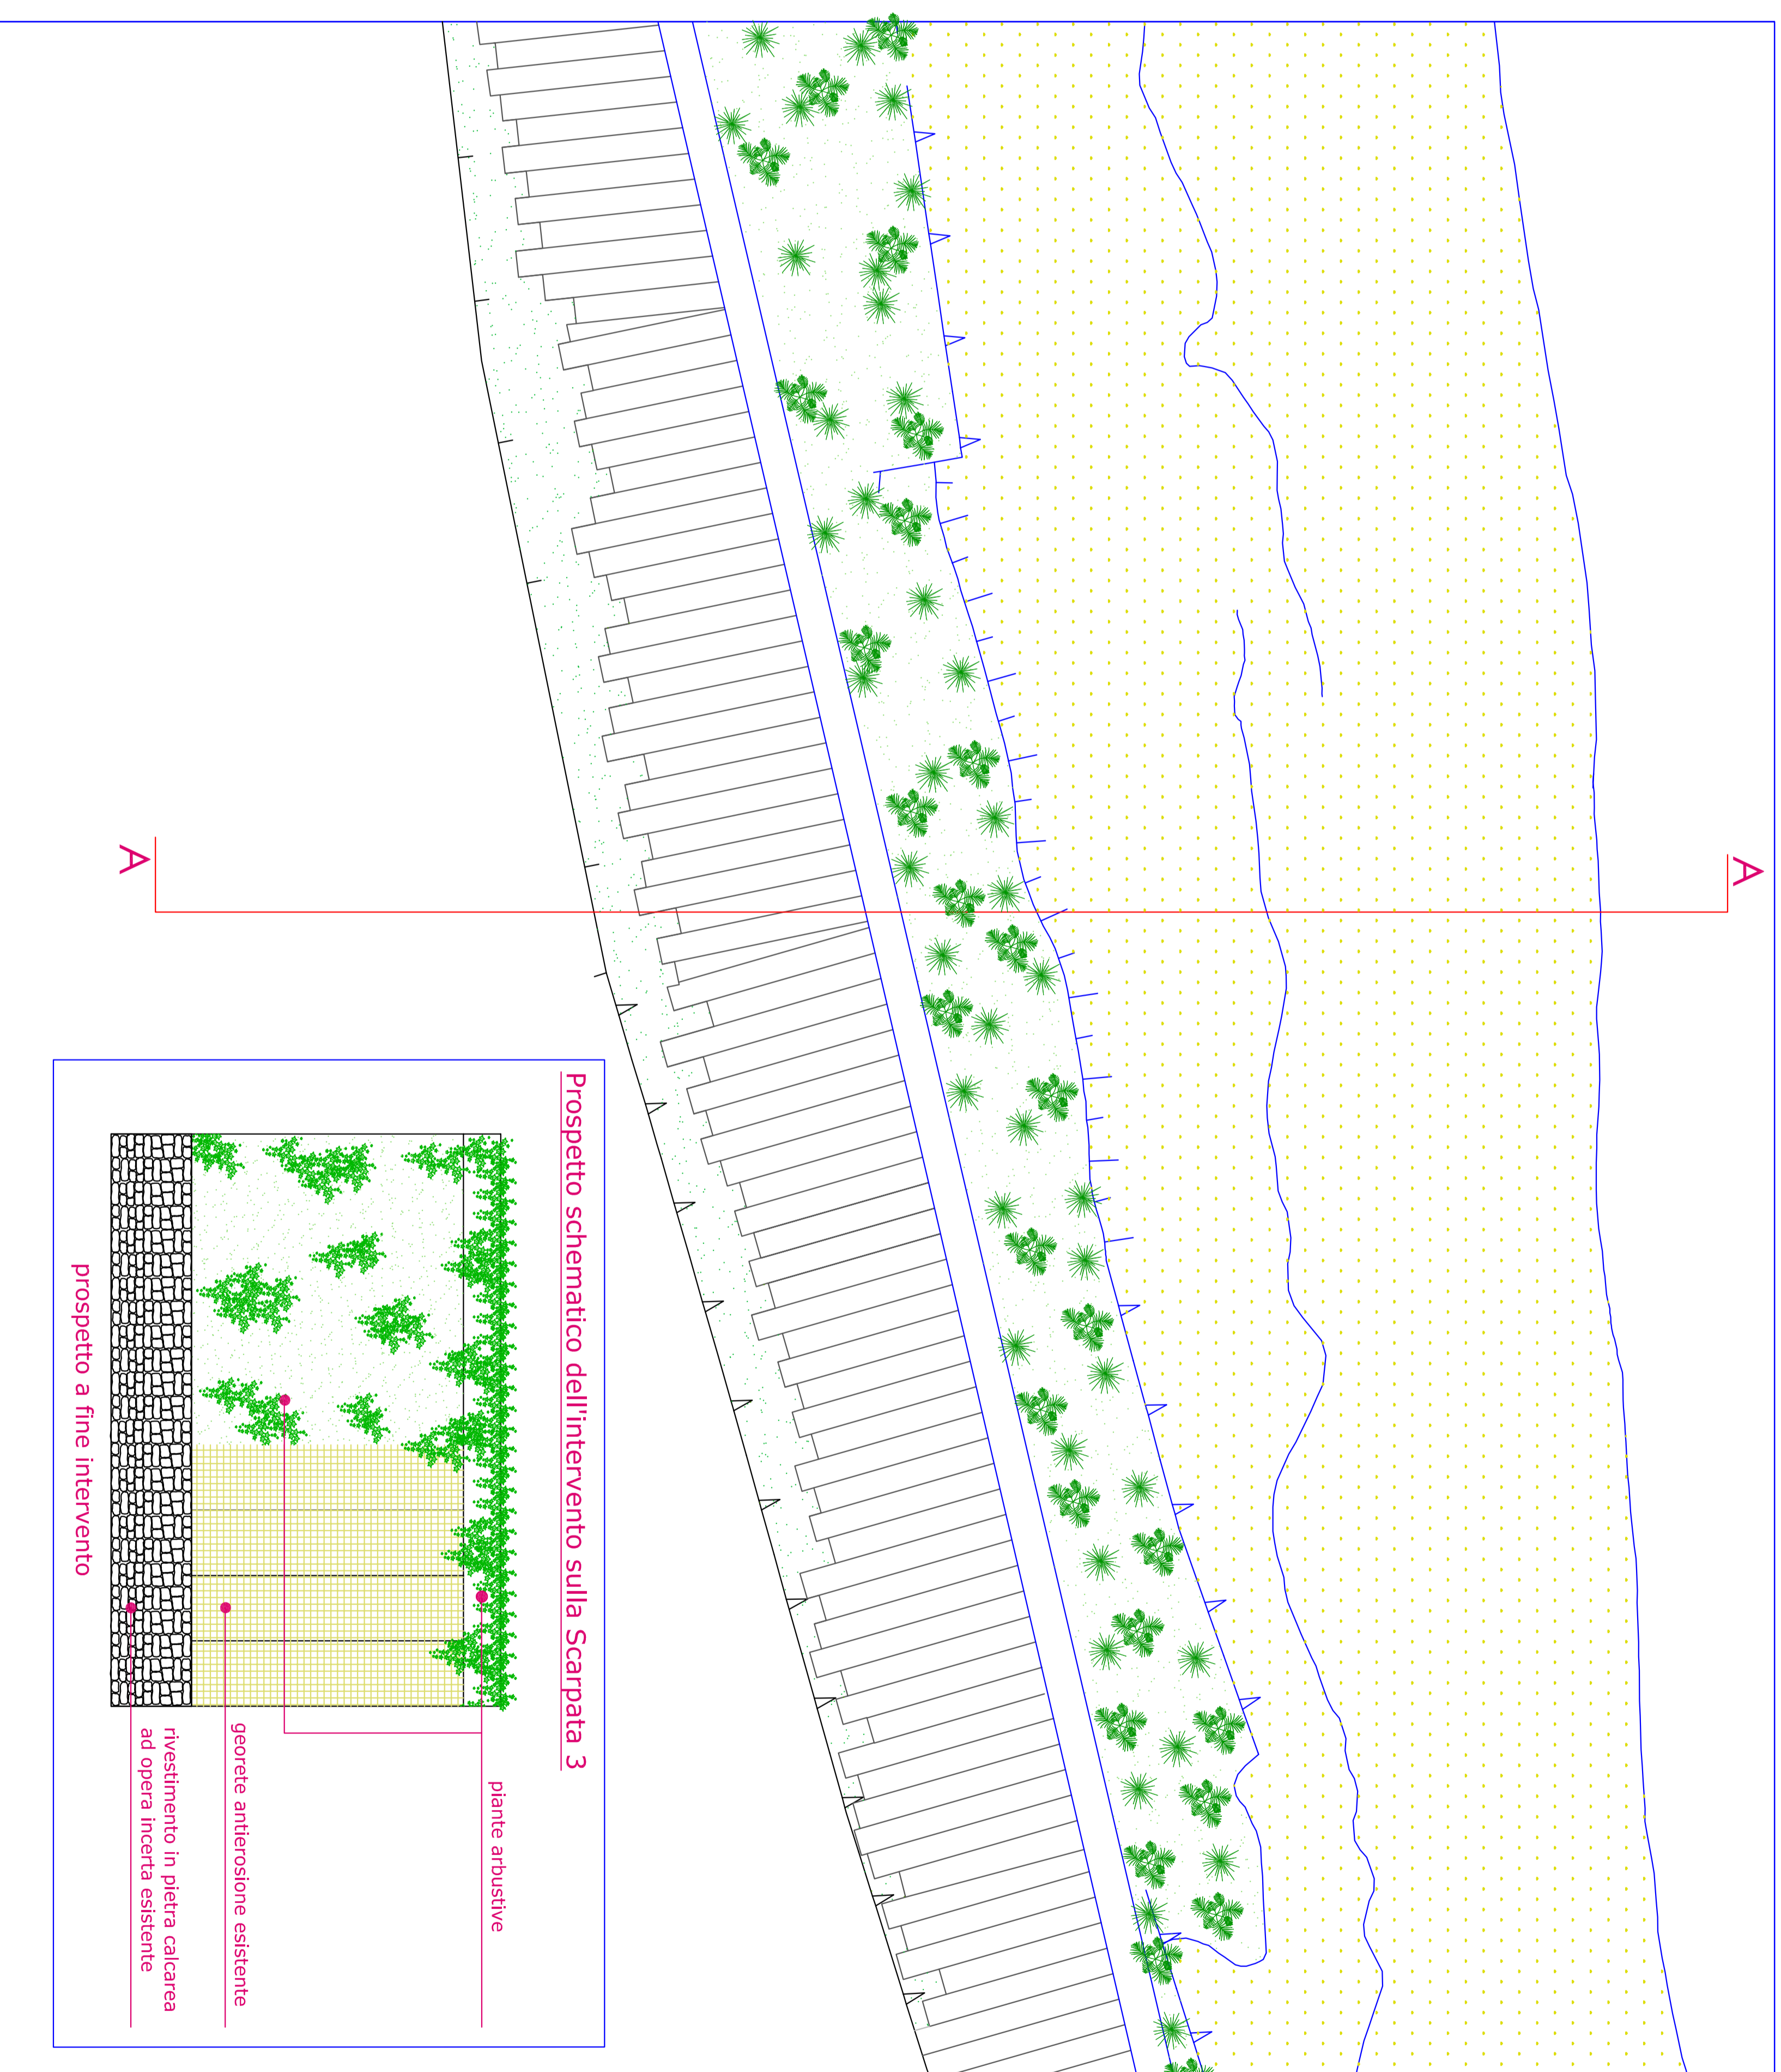 A
A
Prospetto schematico dell'intervento sulla Scarpata 3
piante arbustive
georete antierosione esistente
rivestimento in pietra calcarea
ad opera incerta esistente
prospetto a fine intervento